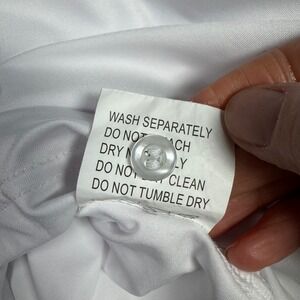 WASH SEPARATELY
DO NOT
DRY
DO NOT CLEAN
DO NOT TUMBLE DRY